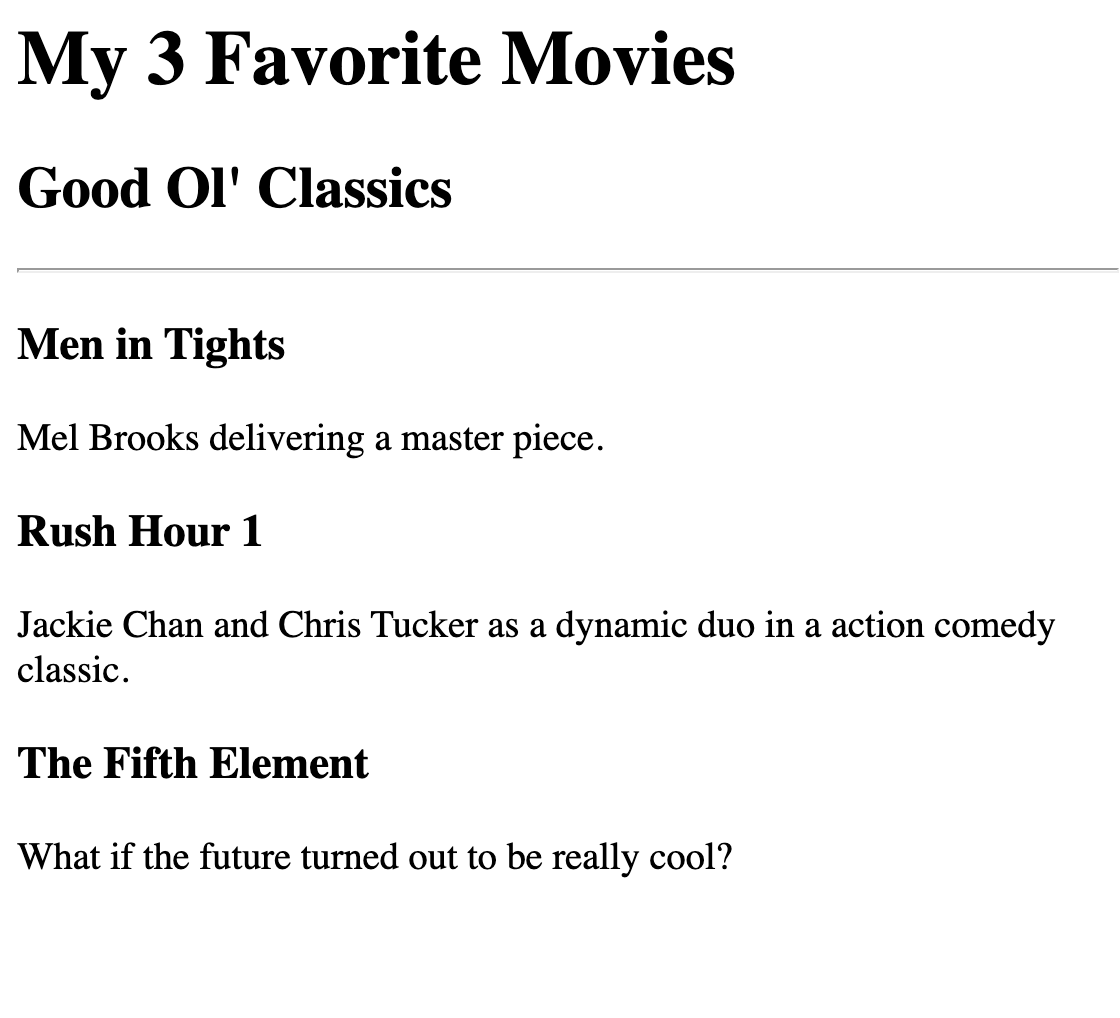 My 3 Favorite Movies
Good Ol' Classics
Men in Tights
Mel Brooks delivering a master piece.
Rush Hour 1
Jackie Chan and Chris Tucker as a dynamic duo in a action comedy
classic.
The Fifth Element
What if the future turned out to be really cool?